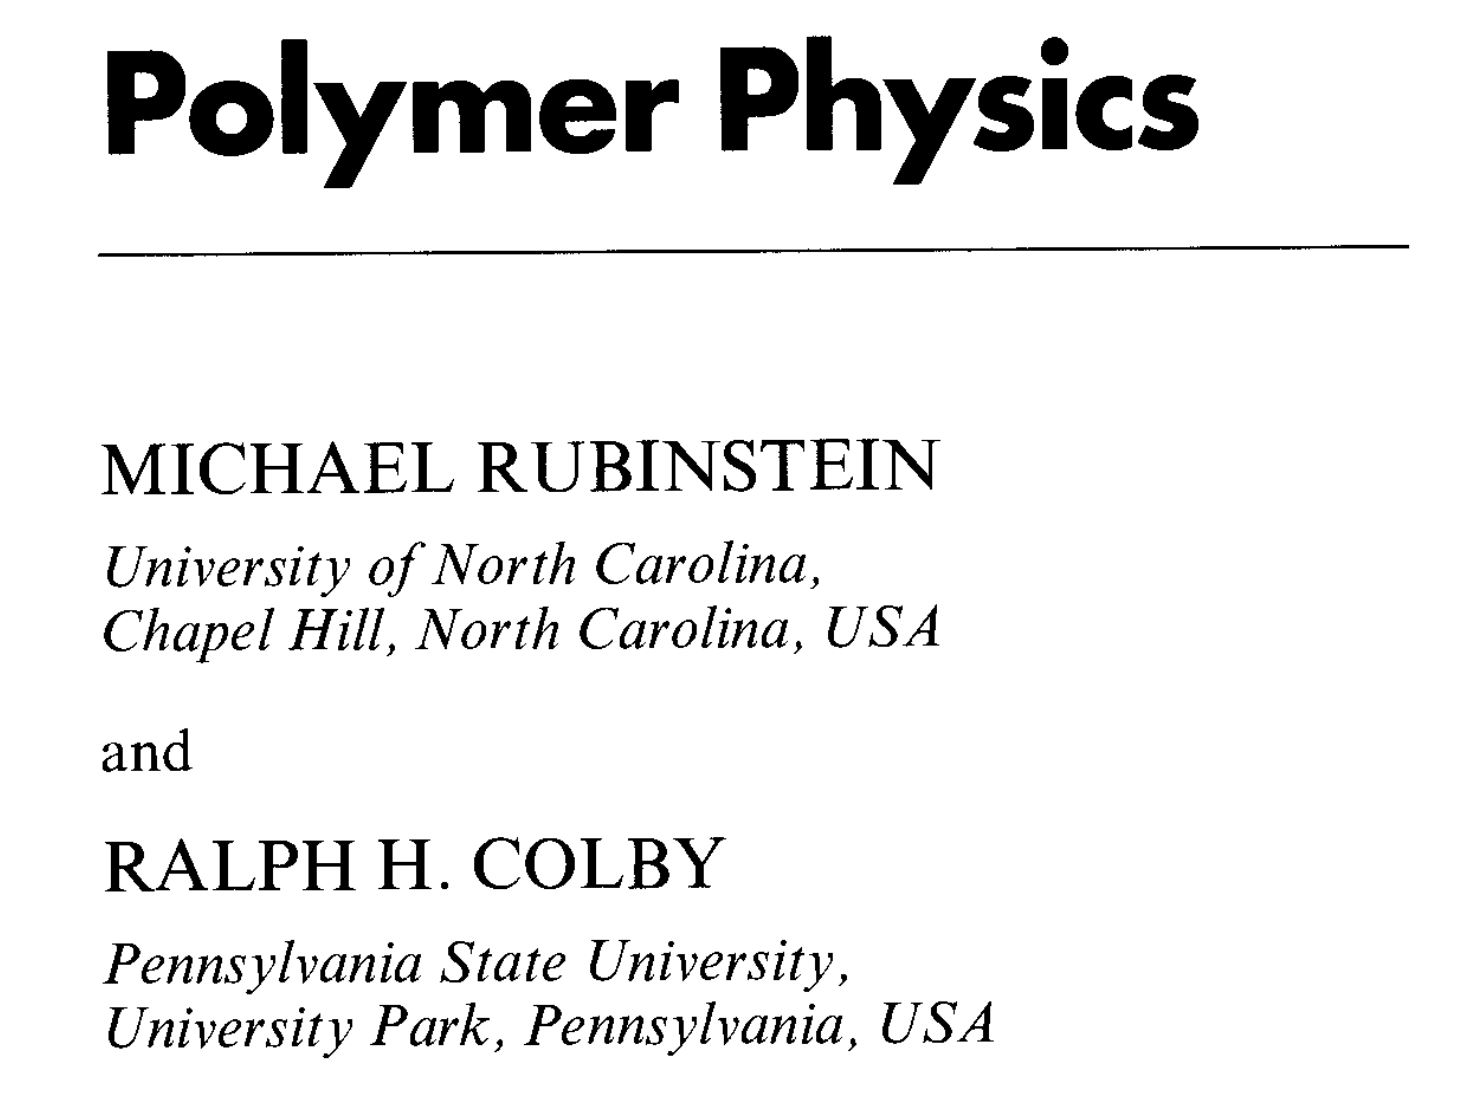 Polymer Physics
MICHAEL RUBINSTEIN
University of North Carolina,
Chapel Hill, North Carolina, USA
and
RALPH H. COLBY
Pennsylvania State University,
University Park, Pennsylvania, USA